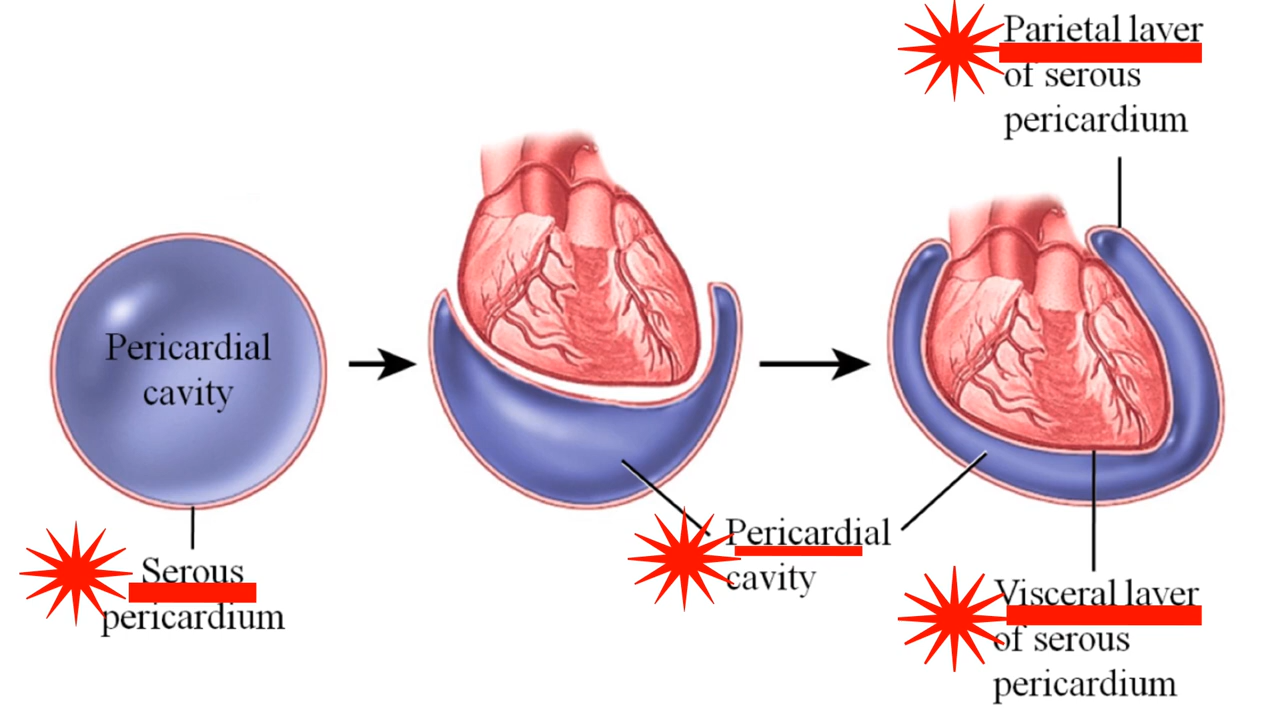 Parietal layer
of serous
pericardium
Pericardial
cavity
Serous
pericardium
Pericardial
cavity
Visceral layer
of serous
pericardium